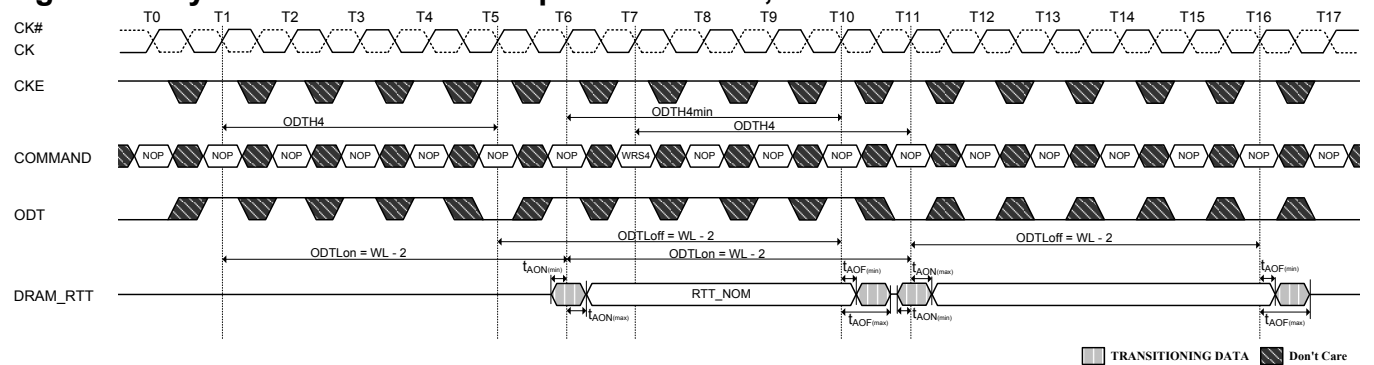 T0 T1 T2 T3 T4 T5 T6 T7 T8 T9 T10 T11 T12 T13 T14 T15 T16 T17
CK#
CK
CKE
ODTH4min
ODTH4 ODTH4
COMMAND NOP NOP NOP NOP NOP NOP NOP WRS4 NOP NOP NOP NOP NOP NOP NOP NOP NOP NOP
ODT
ODTLoff = WL - 2 ODTLoff = WL - 2
ODTLon = WL - 2 ODTLon = WL - 2
tAON(min) tAOF(min) tAON(max) tAOF(min)
DRAM_RTT RTT_NOM
tAON(max) tAOF(max) tAON(min) tAOF(max)
TRANSITIONING DATA Don't Care